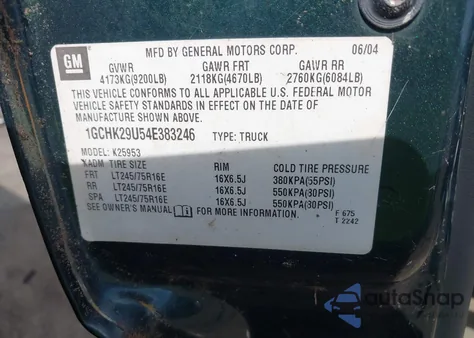 GM
MFD BY GENERAL MOTORS CORP. 06/04
GVWR GAWR FRT GAWR RR
4173KG(9200LB) 2118KG(4670LB) 2760KG(6084LB)
THIS VEHICLE CONFORMS TO ALL APPLICABLE U.S. FEDERAL MOTOR
VEHICLE SAFETY STANDARDS IN EFFECT ON THE DATE OF
MANUFACTURE SHOWN ABOVE.
1GCHK29U54E383246 TYPE: TRUCK
MODEL: K25953
XADM TIRE SIZE RIM COLD TIRE PRESSURE
FRT LT245/75R16E 16X6.5J 380KPA(55PSI)
RR LT245/75R16E 16X6.5J 550KPA(80PSI)
SPA LT245/75R16E 16X6.5J 550KPA(80PSI)
SEE OWNER'S MANUAL FOR MORE INFORMATION. F 675
T 2242
autoSnap